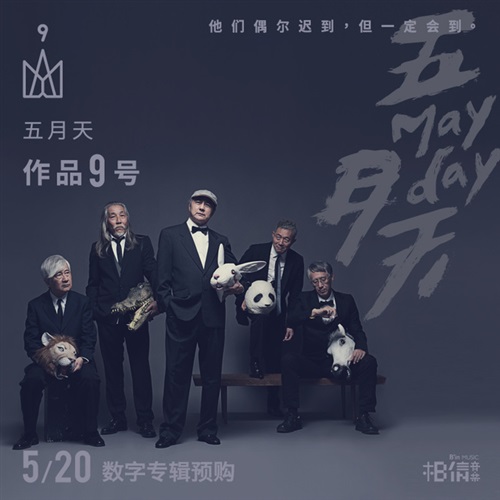 9
他们偶尔迟到，但一定会到。
五月天
作品9号
五
May
月 day
天
5/20 数字专辑预购
B'in MUSIC
相信音乐